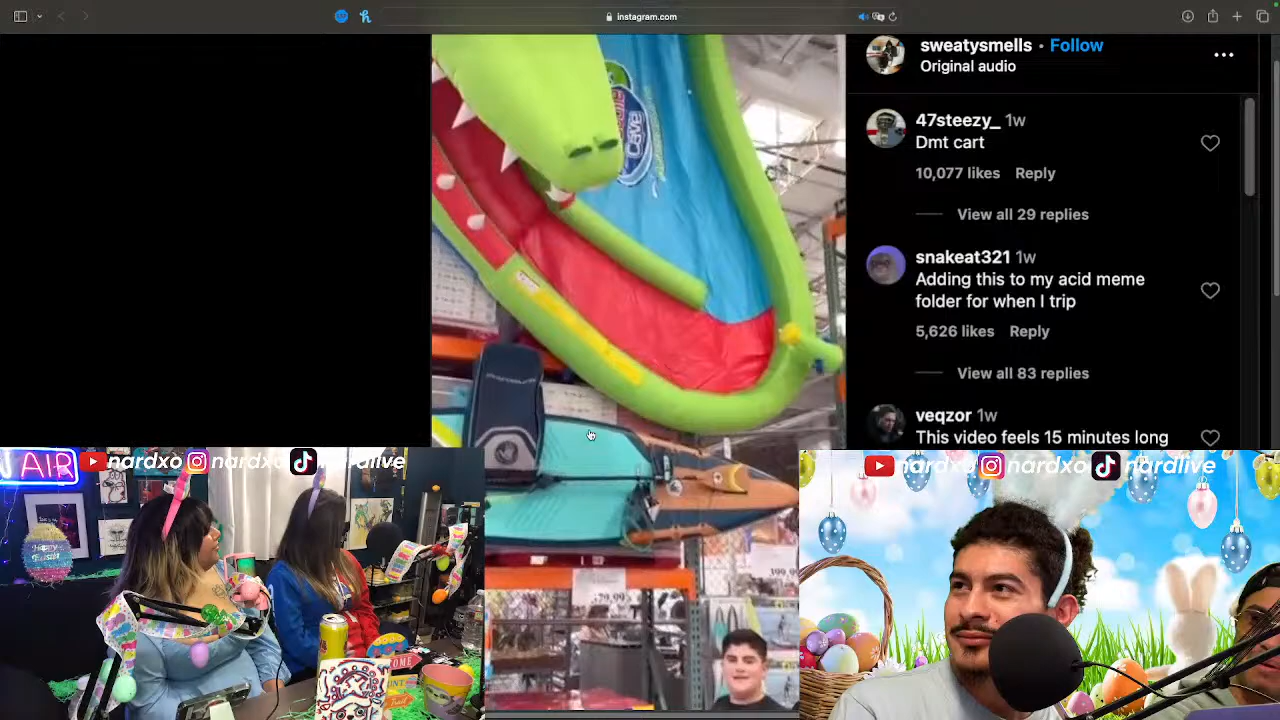 instagram.com
sweatysmells • Follow
Original audio
47steezy_ 1w
Dmt cart
10,077 likes Reply
View all 29 replies
snakeat321 1w
Adding this to my acid meme
folder for when I trip
5,626 likes Reply
View all 83 replies
veqzor 1w
This video feels 15 minutes long
Cave
AIR
nardxo nardxo nardlive
nardxo nardxo nardlive